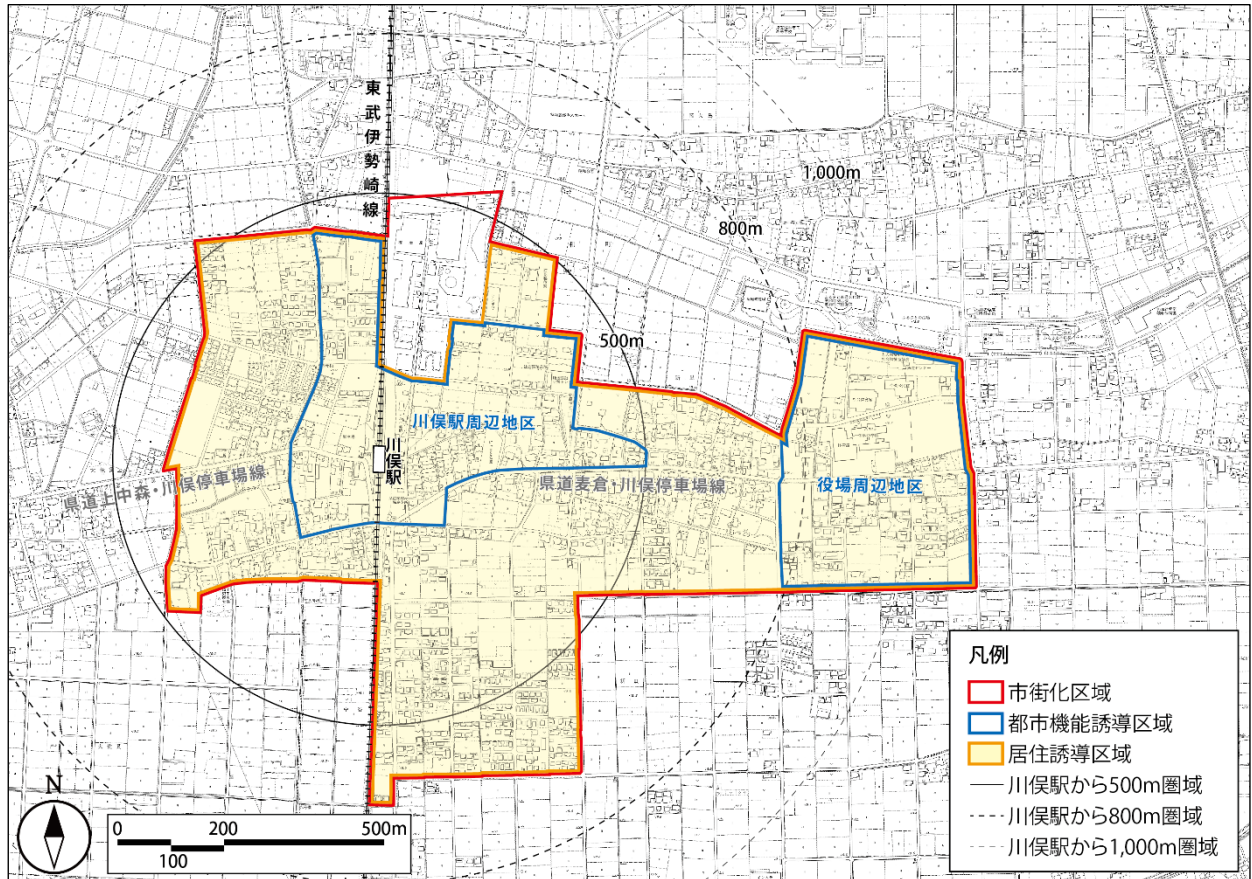 東武伊勢崎線
1,000m
800m
500m
川俣駅周辺地区
川俣駅
県道上中森・川俣停車場線
県道麦倉・川俣停車場線
役場周辺地区
凡例
市街化区域
都市機能誘導区域
居住誘導区域
川俣駅から500m圏域
川俣駅から800m圏域
川俣駅から1,000m圏域
N
0 200 500m
100